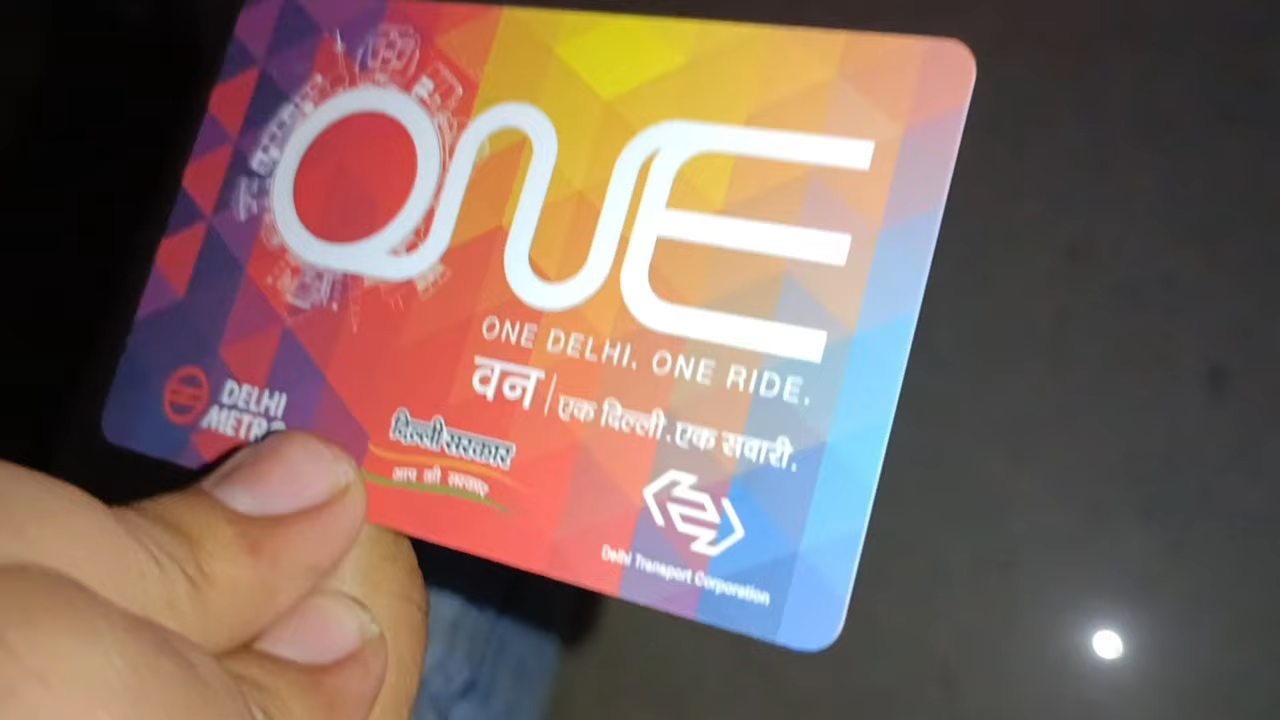 ONE
ONE DELHI. ONE RIDE.
वन | एक दिल्ली.एक सवारी.
DELHI
METRO
दिल्ली सरकार
आप की सरकार
Delhi Transport Corporation